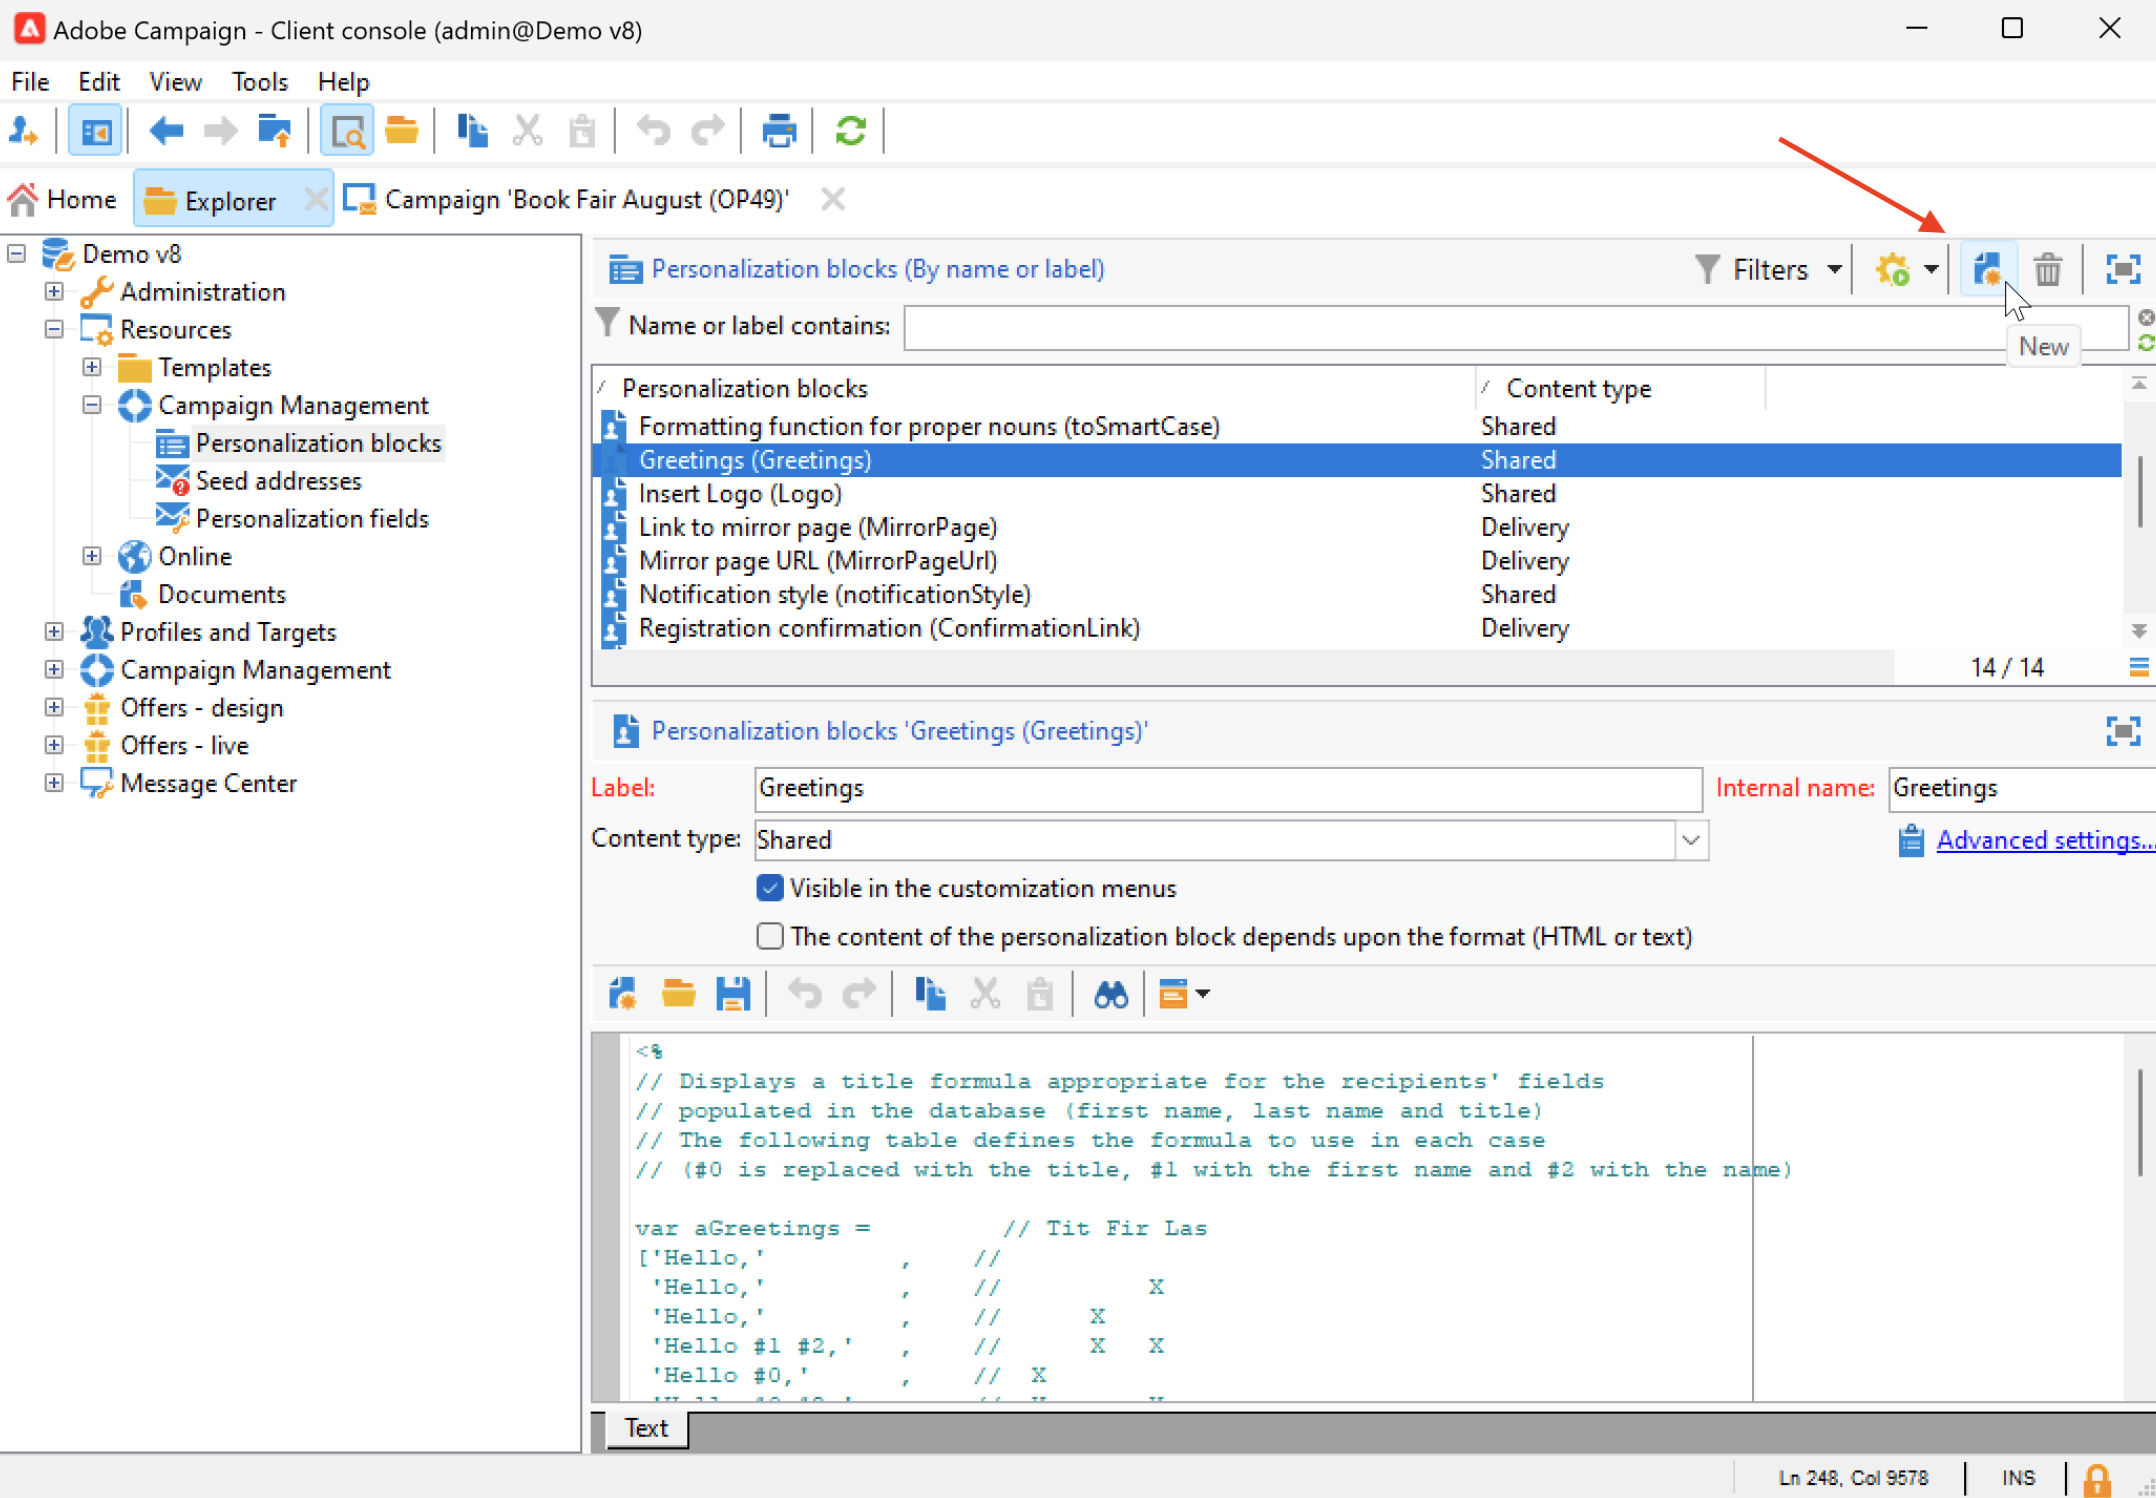 Adobe Campaign - Client console (admin@Demo v8)
File Edit View Tools Help
Home Explorer Campaign 'Book Fair August (OP49)'
Demo v8
Administration
Resources
Templates
Campaign Management
Personalization blocks
Seed addresses
Personalization fields
Online
Documents
Profiles and Targets
Campaign Management
Offers - design
Offers - live
Message Center
Personalization blocks (By name or label) Filters
Name or label contains:
New
Personalization blocks Content type
Formatting function for proper nouns (toSmartCase) Shared
Greetings (Greetings) Shared
Insert Logo (Logo) Shared
Link to mirror page (MirrorPage) Delivery
Mirror page URL (MirrorPageUrl) Delivery
Notification style (notificationStyle) Shared
Registration confirmation (ConfirmationLink) Delivery
14 / 14
Personalization blocks 'Greetings (Greetings)'
Label: Greetings Internal name: Greetings
Content type: Shared Advanced settings...
Visible in the customization menus
The content of the personalization block depends upon the format (HTML or text)
<%
// Displays a title formula appropriate for the recipients' fields
// populated in the database (first name, last name and title)
// The following table defines the formula to use in each case
// (#0 is replaced with the title, #1 with the first name and #2 with the name)
var aGreetings = // Tit Fir Las
['Hello,' , //
'Hello,' , // X
'Hello,' , // X
'Hello #1 #2,' , // X X
'Hello #0,' , // X
Text
Ln 248, Col 9578 INS